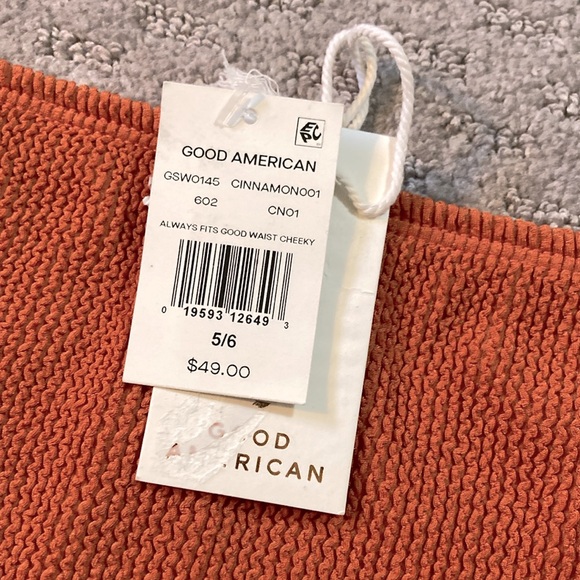 EPC
GOOD AMERICAN
GSW0145 CINNAMON001
602 CN01
ALWAYS FITS GOOD WAIST CHEEKY
0 19593 12649 3
5/6
$49.00
GOOD
AMERICAN